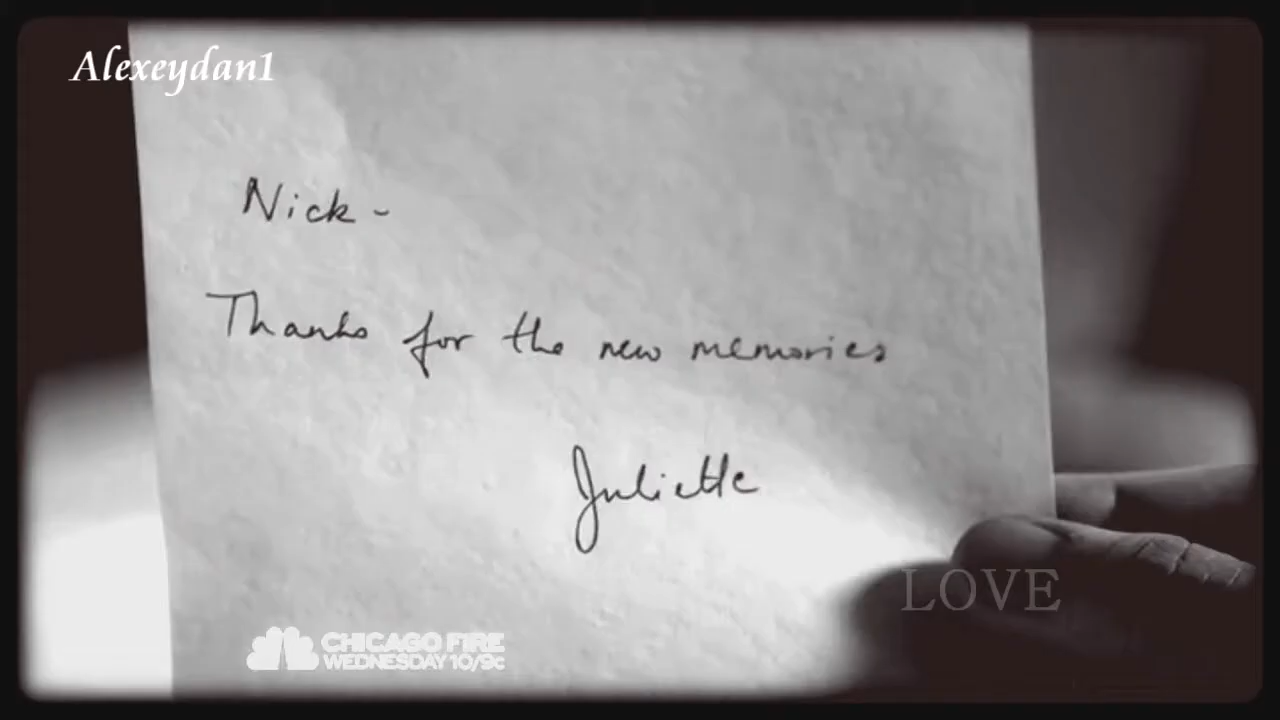 Alexeydan1
Nick-
Thanks for the new memories
Juliette
LOVE
CHICAGO FIRE
WEDNESDAY 10/9c